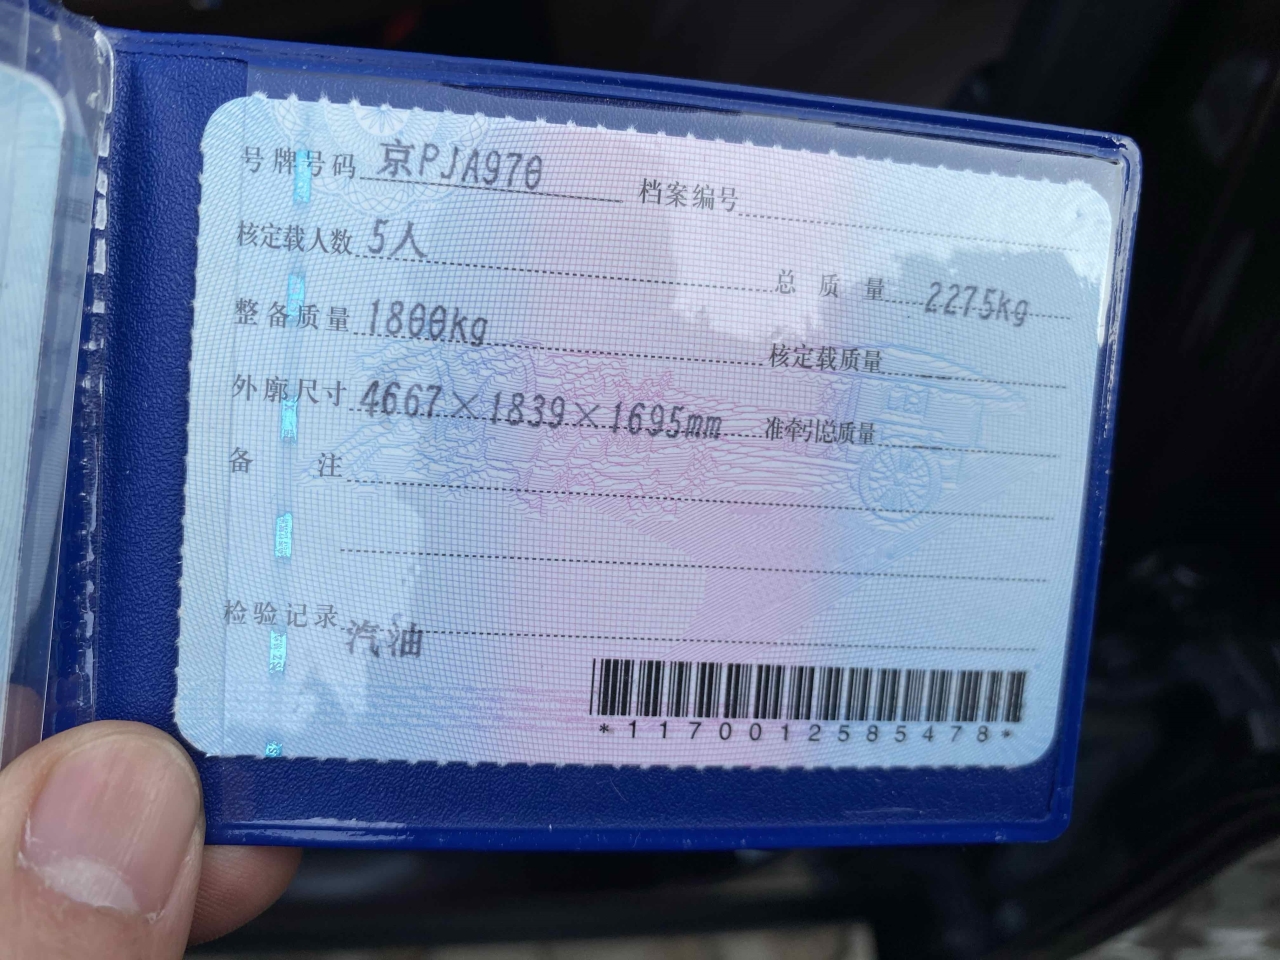 号牌号码 京PJA970 档案编号
核定载人数 5人 总质量 2275kg
整备质量 1800kg 核定载质量
外廓尺寸 4667×1839×1695mm 准牵引总质量
备注
检验记录 汽油
*1170012585478*